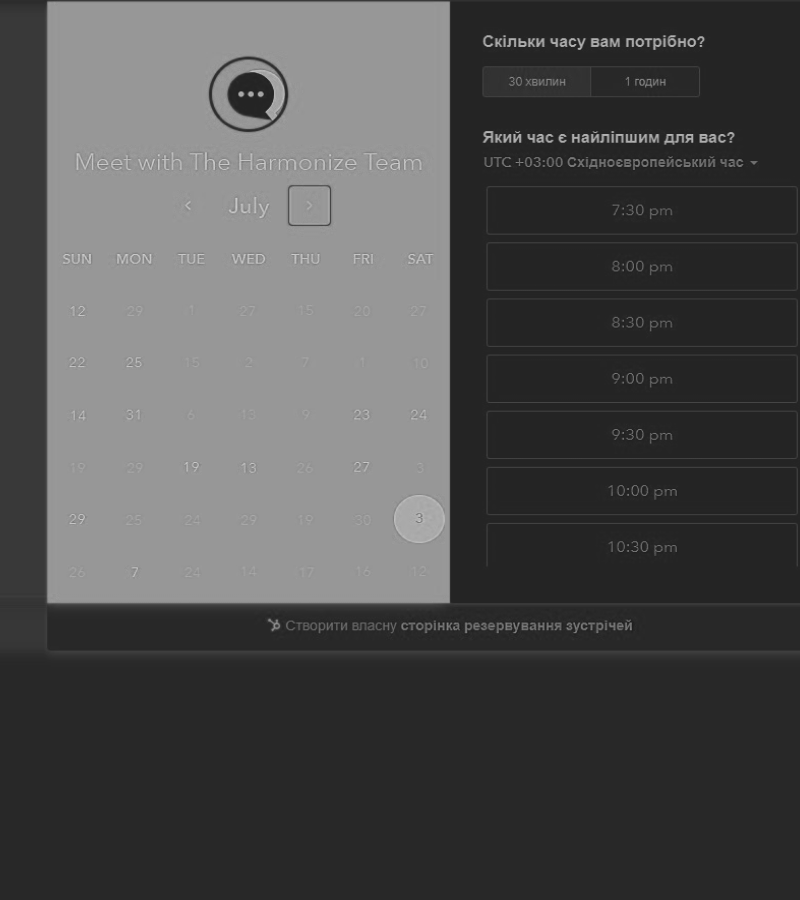 Meet with The Harmonize Team
July
SUN MON TUE WED THU FRI SAT
12 29 1 27 15 20 27
22 25 15 2 7 1 10
14 31 6 13 9 23 24
19 29 19 13 26 27 3
29 25 24 29 19 30 3
26 7 24 14 17 16 12
Скільки часу вам потрібно?
30 хвилин 1 годин
Який час є найліпшим для вас?
UTC +03:00 Східноєвропейський час
7:30 pm
8:00 pm
8:30 pm
9:00 pm
9:30 pm
10:00 pm
10:30 pm
Створити власну сторінка резервування зустрічей